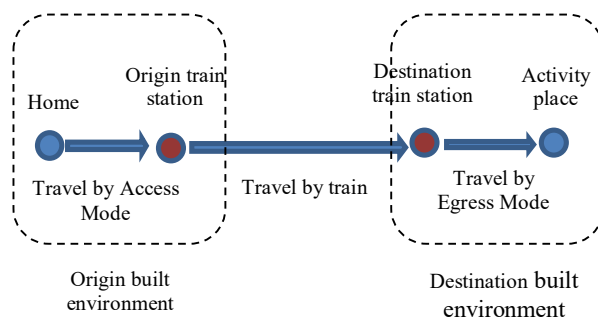 Home
Origin train
station
Destination
train station
Activity
place
Travel by Access
Mode
Travel by train
Travel by
Egress Mode
Origin built
environment
Destination built
environment